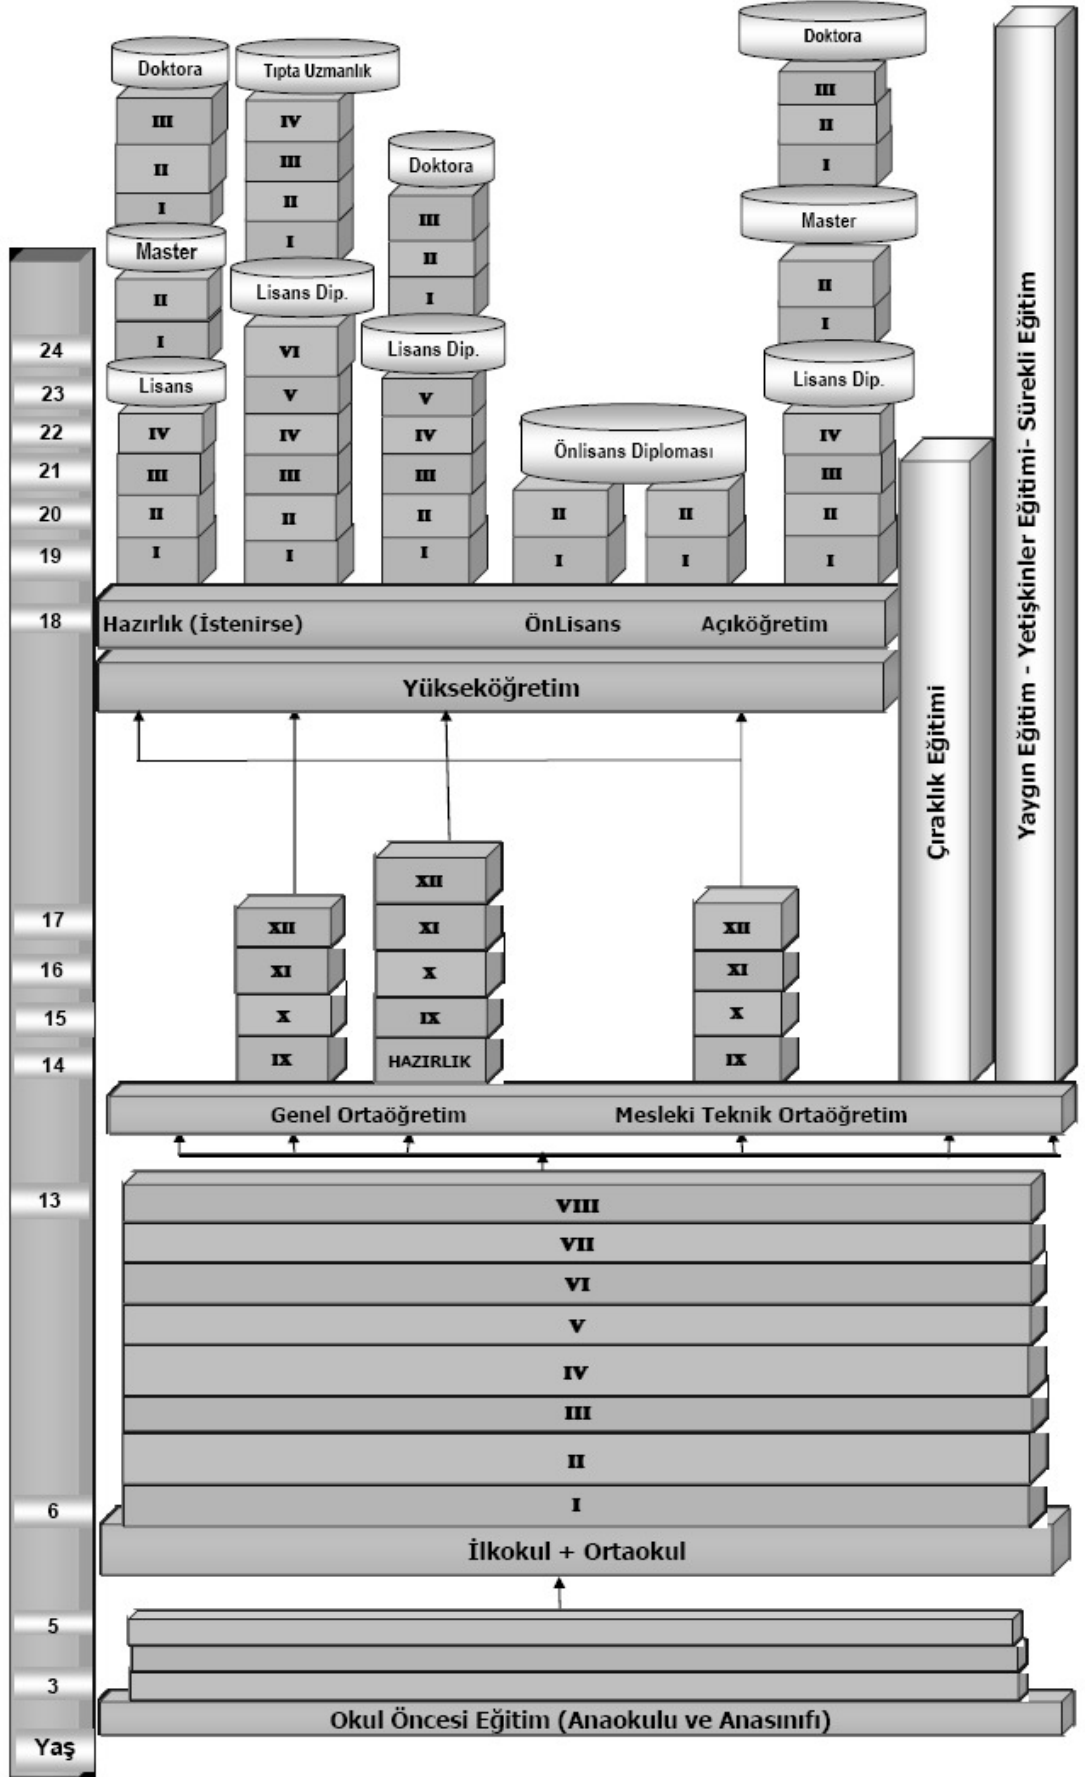 Doktora
Tıpta Uzmanlık
Doktora
III
IV
III
III
II
II
II
Doktora
I
I
III
I
Master
Master
II
II
Lisans Dip.
II
I
I
I
24
VI
Lisans Dip.
Lisans Dip.
Lisans
23
V
V
22
IV
IV
IV
IV
Önlisans Diploması
21
III
III
III
III
20
II
II
II
II
II
II
19
I
I
I
I
I
I
18
Hazırlık (İstenirse)
ÖnLisans
Açıköğretim
Yükseköğretim
Çıraklık Eğitimi
Yaygın Eğitim - Yetişkinler Eğitimi- Sürekli Eğitim
XII
17
XII
XI
XII
16
XI
X
XI
15
X
IX
X
14
IX
HAZIRLIK
IX
Genel Ortaöğretim
Mesleki Teknik Ortaöğretim
13
VIII
VII
VI
V
IV
III
II
I
6
İlkokul + Ortaokul
5
3
Okul Öncesi Eğitim (Anaokulu ve Anasınıfı)
Yaş